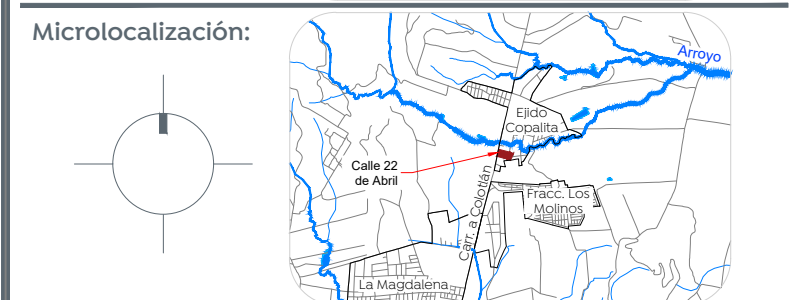 Microlocalización:
Arroyo
Ejido
Copalita
Calle 22
de Abril
Carr. a Colotlán
Fracc. Los
Molinos
La Magdalena